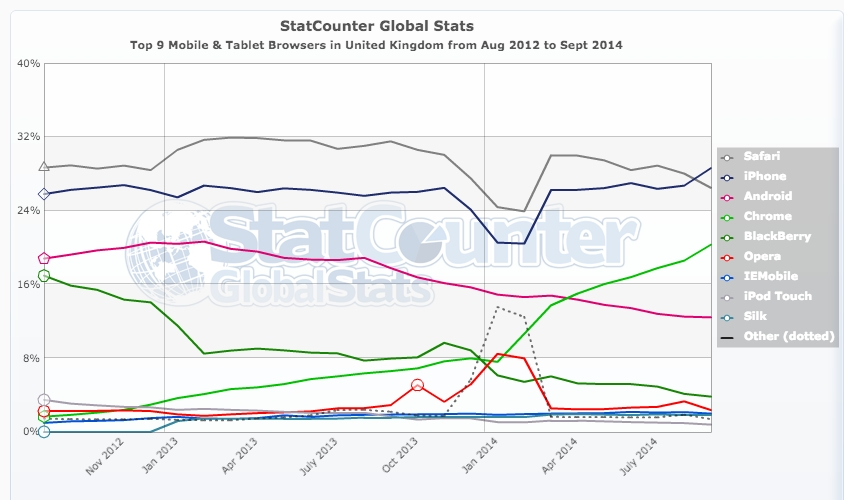 StatCounter Global Stats
Top 9 Mobile & Tablet Browsers in United Kingdom from Aug 2012 to Sept 2014
40%
32%
24%
16%
8%
0%
StatCounter
GlobalStats
Nov 2012
Jan 2013
Apr 2013
July 2013
Oct 2013
Jan 2014
Apr 2014
July 2014
Safari
iPhone
Android
Chrome
BlackBerry
Opera
IEMobile
iPod Touch
Silk
Other (dotted)